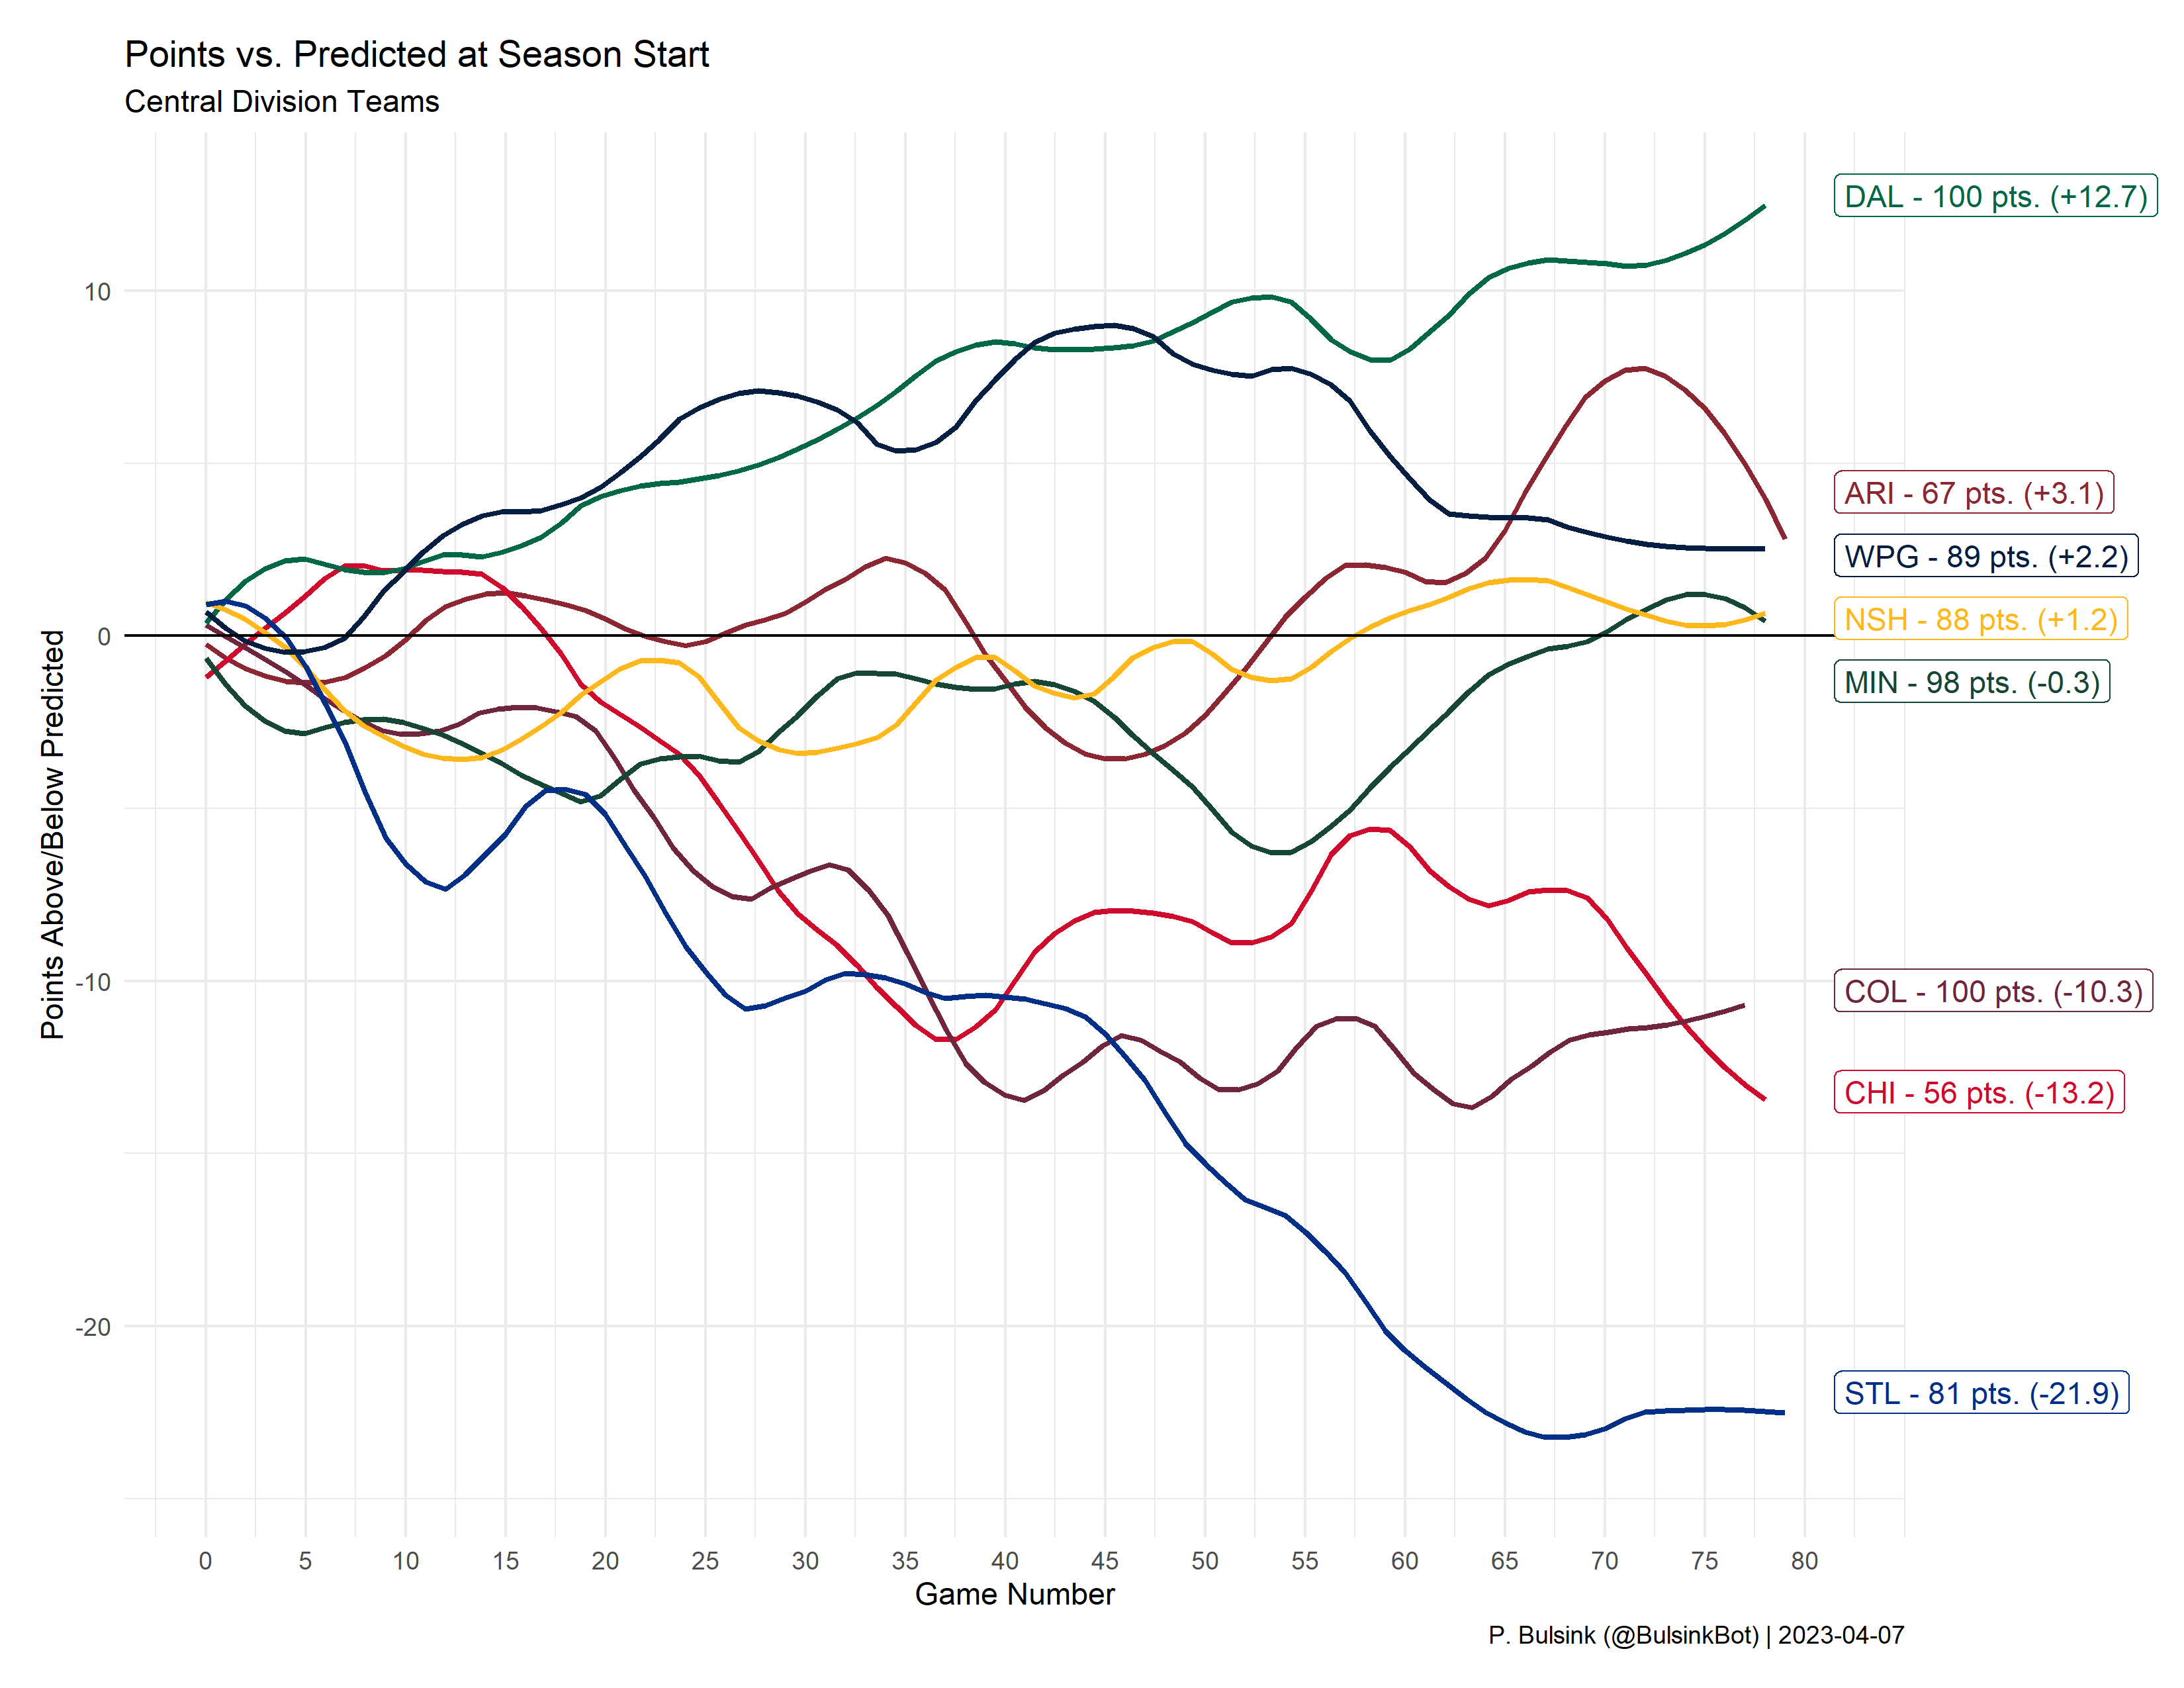 Points vs. Predicted at Season Start
Central Division Teams
Points Above/Below Predicted
10
0
-10
-20
DAL - 100 pts. (+12.7)
ARI - 67 pts. (+3.1)
WPG - 89 pts. (+2.2)
NSH - 88 pts. (+1.2)
MIN - 98 pts. (-0.3)
COL - 100 pts. (-10.3)
CHI - 56 pts. (-13.2)
STL - 81 pts. (-21.9)
0 5 10 15 20 25 30 35 40 45 50 55 60 65 70 75 80
Game Number
P. Bulsink (@BulsinkBot) | 2023-04-07